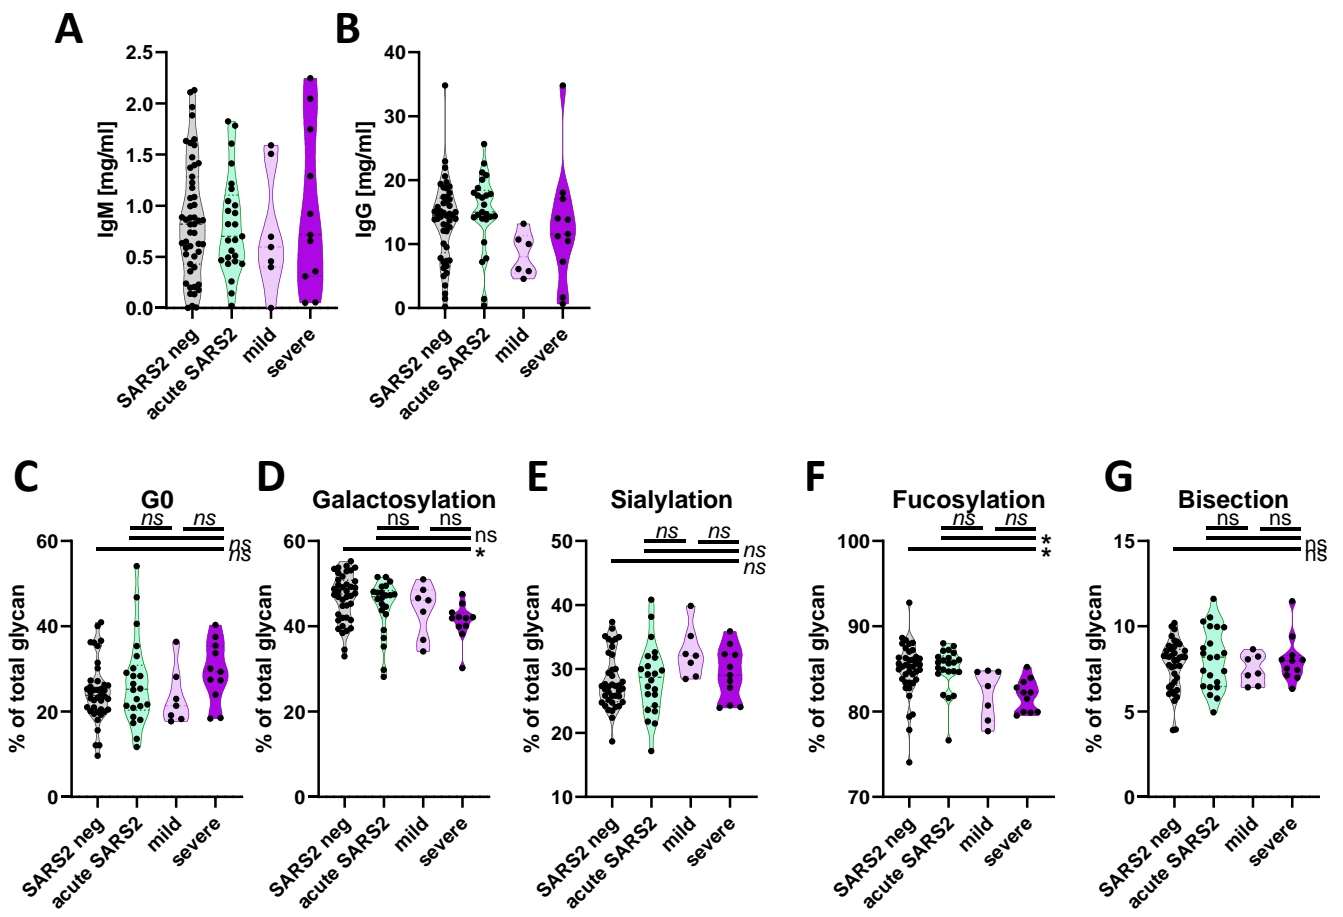 A
B
2.5
2.0
1.5
1.0
0.5
0.0
IgM [mg/ml]
SARS2 neg
acute SARS2
mild
severe
40
30
20
10
0
IgG [mg/ml]
SARS2 neg
acute SARS2
mild
severe
C
G0
ns
ns
ns
ns
60
40
20
0
% of total glycan
SARS2 neg
acute SARS2
mild
severe
D
Galactosylation
ns
ns
ns
*
60
40
20
0
% of total glycan
SARS2 neg
acute SARS2
mild
severe
E
Sialylation
ns
ns
ns
ns
50
40
30
20
10
% of total glycan
SARS2 neg
acute SARS2
mild
severe
F
Fucosylation
ns
ns
*
*
100
90
80
70
% of total glycan
SARS2 neg
acute SARS2
mild
severe
G
Bisection
ns
ns
ns
ns
15
10
5
0
% of total glycan
SARS2 neg
acute SARS2
mild
severe